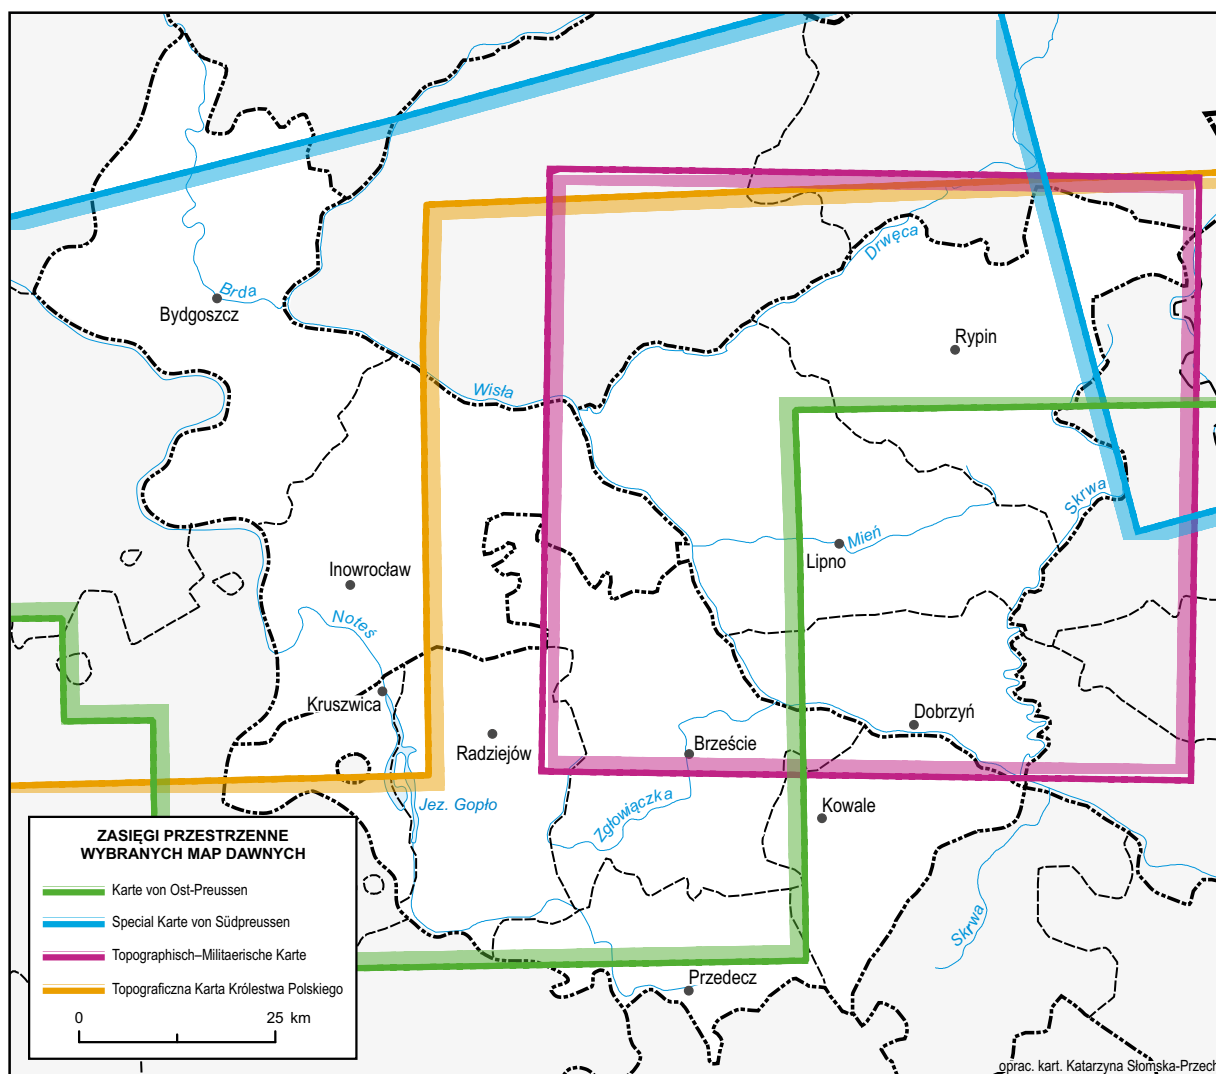 Drwęca
Brda
Bydgoszcz
Rypin
Wisła
Skrwa
Mień
Lipno
Inowrocław
Noteś
Kruszwica
Dobrzyń
Radziejów
Brzeście
Jez. Gopło
Zgłowiączka
Kowale
Skrwa
Przedecz
ZASIĘGI PRZESTRZENNE
WYBRANYCH MAP DAWNYCH
Karte von Ost-Preussen
Special Karte von Südpreussen
Topographisch–Militaerische Karte
Topograficzna Karta Królestwa Polskiego
0 25 km
oprac. kart. Katarzyna Słomska-Przech